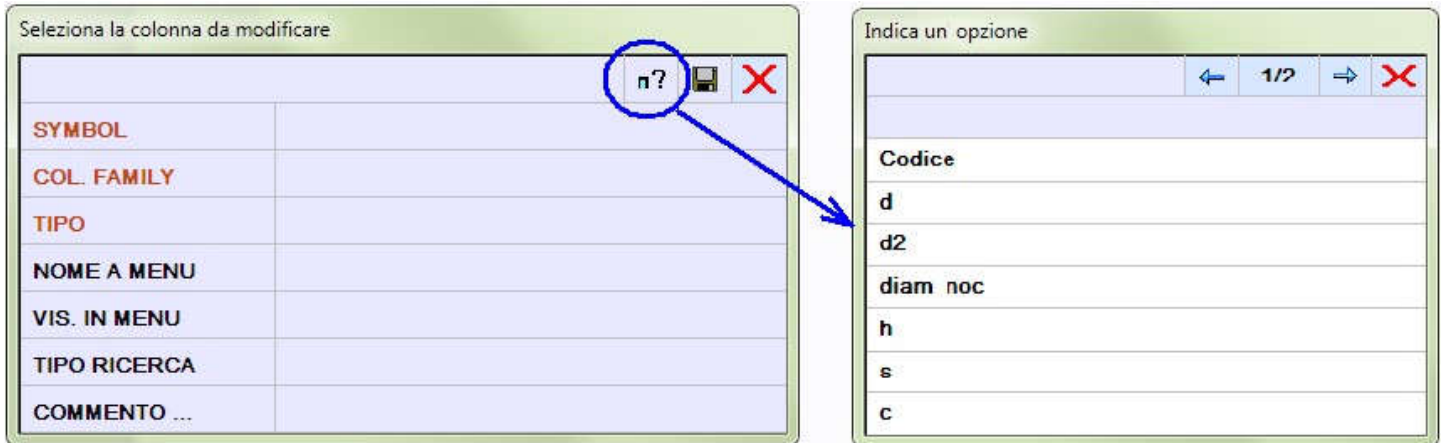 Seleziona la colonna da modificare
n?
SYMBOL
COL. FAMILY
TIPO
NOME A MENU
VIS. IN MENU
TIPO RICERCA
COMMENTO ...
Indica un opzione
1/2
Codice
d
d2
diam noc
h
s
c